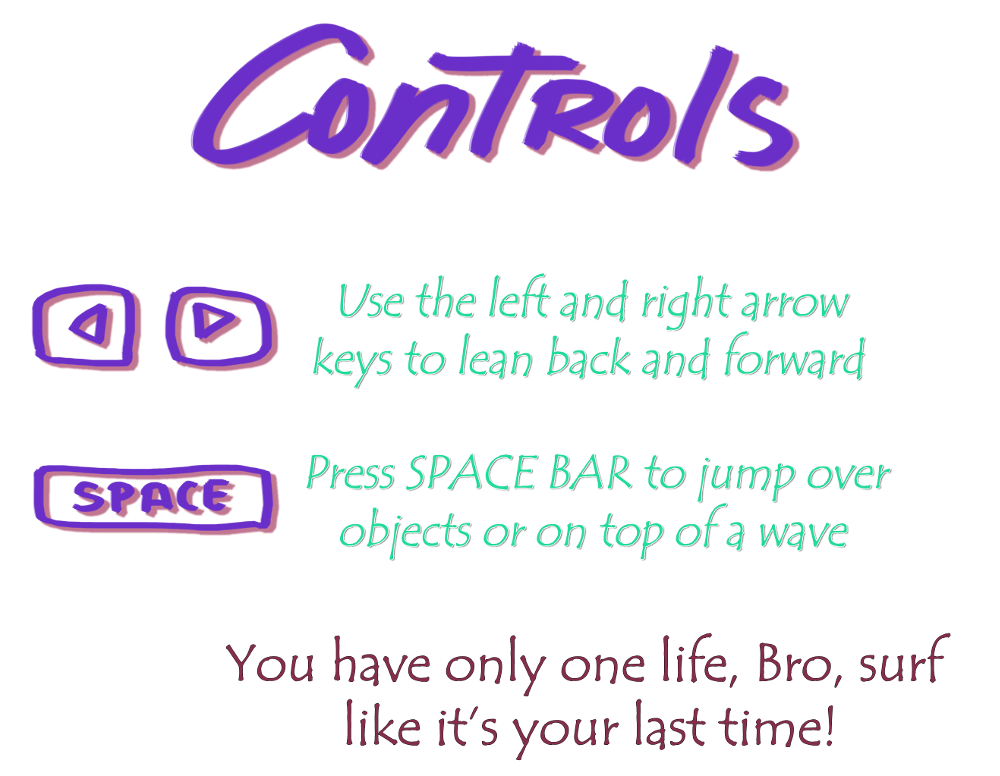 Controls
Use the left and right arrow
keys to lean back and forward
SPACE
Press SPACE BAR to jump over
objects or on top of a wave
You have only one life, Bro, surf
like it's your last time!